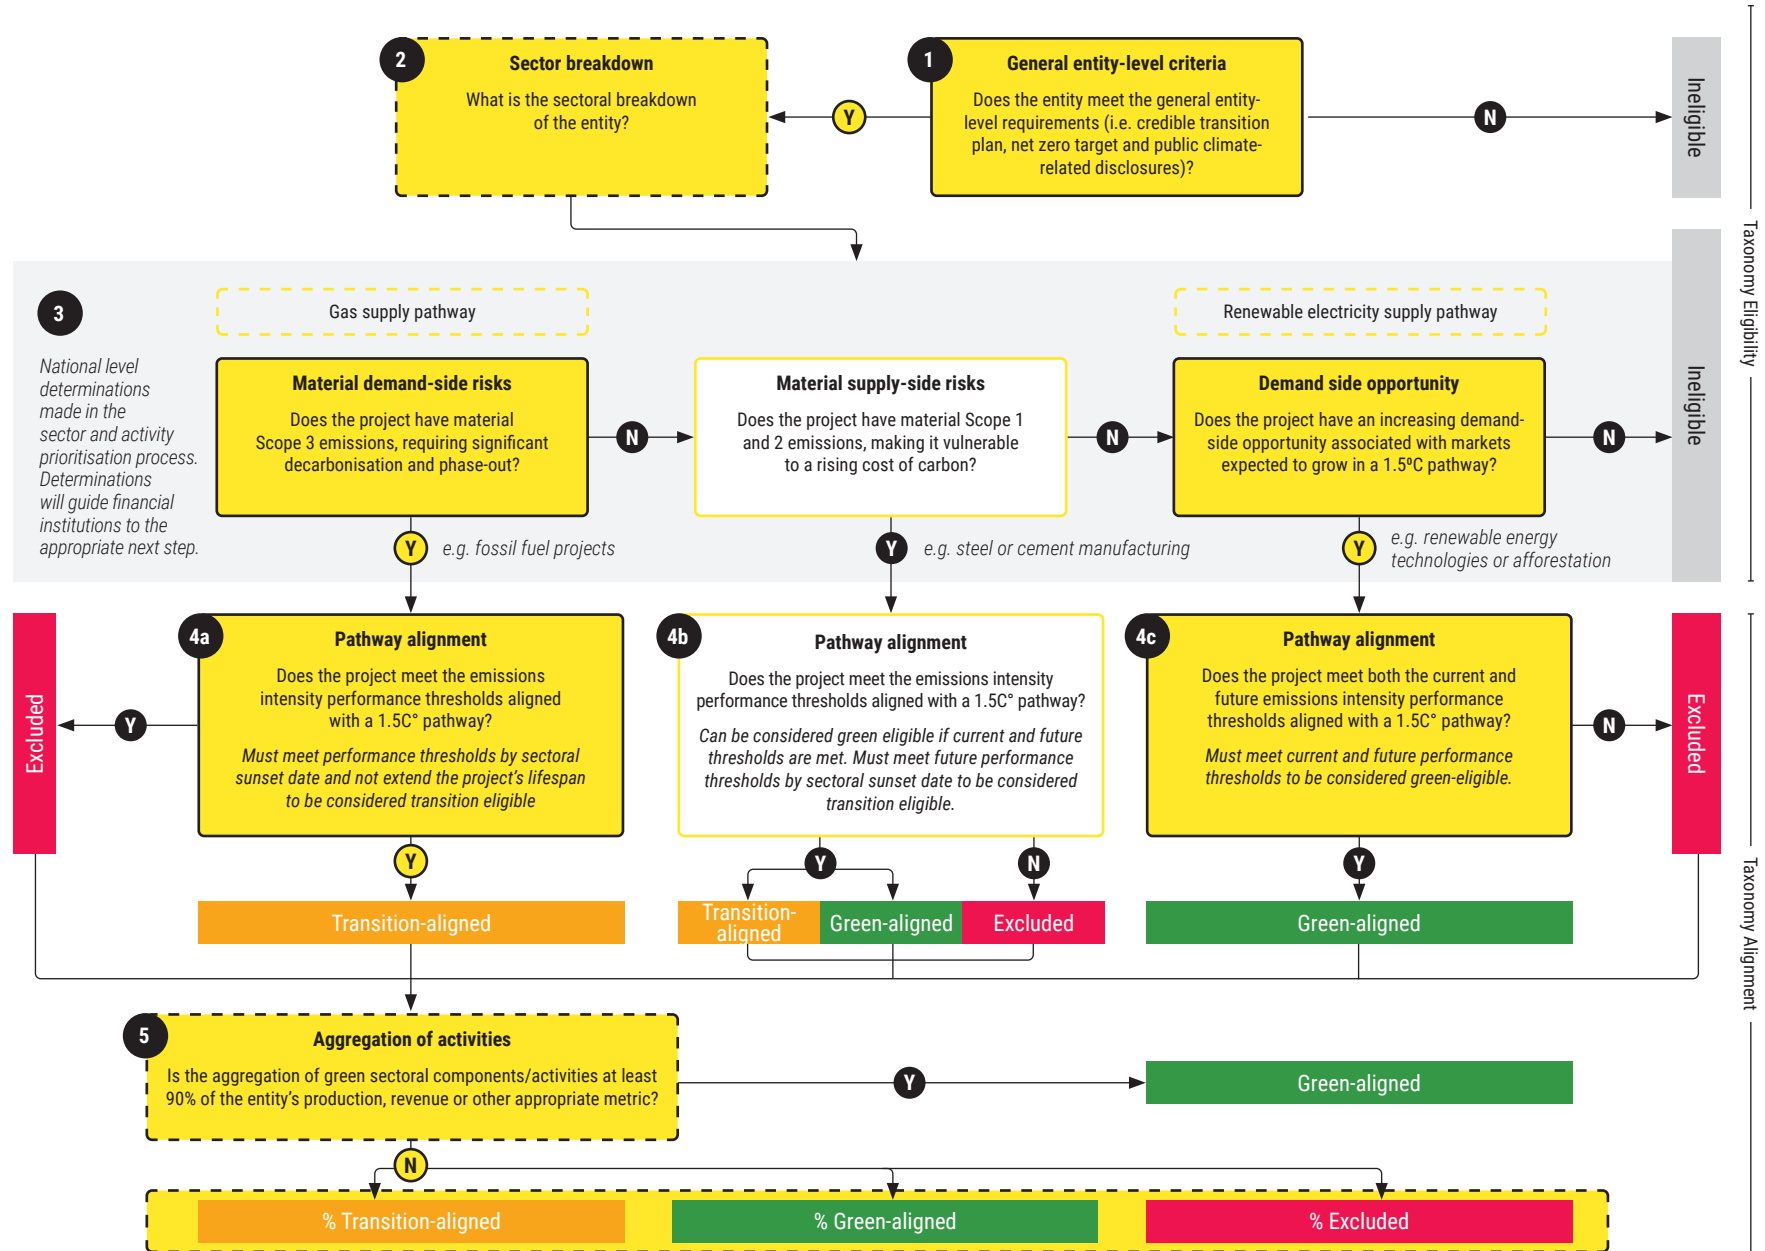 2
Sector breakdown
What is the sectoral breakdown
of the entity?
Y
1
General entity-level criteria
Does the entity meet the general entity-
level requirements (i.e. credible transition
plan, net zero target and public climate-
related disclosures)?
N
Ineligible
Taxonomy Eligibility
3
National level
determinations
made in the
sector and activity
prioritisation process.
Determinations
will guide financial
institutions to the
appropriate next step.
Gas supply pathway
Renewable electricity supply pathway
Material demand-side risks
Does the project have material
Scope 3 emissions, requiring significant
decarbonisation and phase-out?
N
Material supply-side risks
Does the project have material Scope 1
and 2 emissions, making it vulnerable
to a rising cost of carbon?
N
Demand side opportunity
Does the project have an increasing demand-
side opportunity associated with markets
expected to grow in a 1.5ºC pathway?
N
Ineligible
Y
e.g. fossil fuel projects
Y
e.g. steel or cement manufacturing
Y
e.g. renewable energy
technologies or afforestation
Excluded
Y
4a
Pathway alignment
Does the project meet the emissions
intensity performance thresholds aligned
with a 1.5C° pathway?
Must meet performance thresholds by sectoral
sunset date and not extend the project's lifespan
to be considered transition eligible
4b
Pathway alignment
Does the project meet the emissions intensity
performance thresholds aligned with a 1.5C° pathway?
Can be considered green eligible if current and future
thresholds are met. Must meet future performance
thresholds by sectoral sunset date to be considered
transition eligible.
4c
Pathway alignment
Does the project meet both the current and
future emissions intensity performance
thresholds aligned with a 1.5C° pathway?
Must meet current and future performance
thresholds to be considered green-eligible.
N
Excluded
Y
Y
N
Y
Transition-aligned
Transition-
aligned
Green-aligned
Excluded
Green-aligned
Taxonomy Alignment
5
Aggregation of activities
Is the aggregation of green sectoral components/activities at least
90% of the entity's production, revenue or other appropriate metric?
Y
Green-aligned
N
% Transition-aligned
% Green-aligned
% Excluded